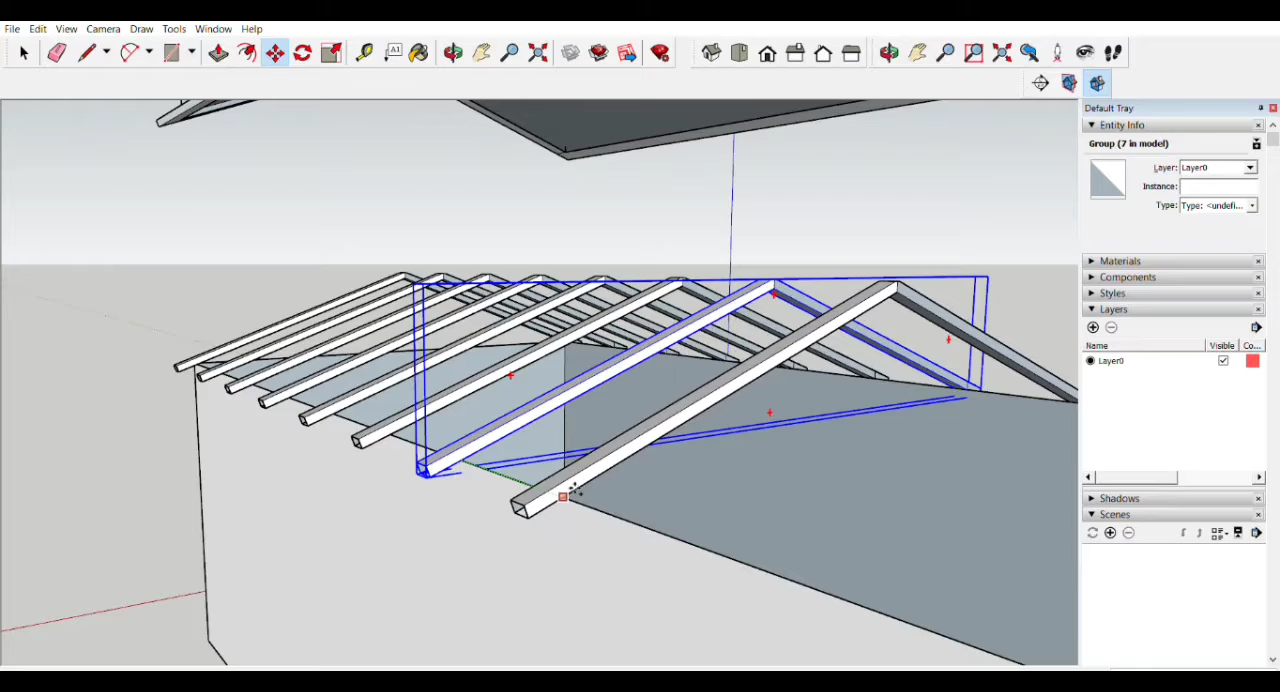 File Edit View Camera Draw Tools Window Help
A1
Default Tray
Entity Info
Group (7 in model)
Layer: Layer0
Instance:
Type: Type: <undefi...
Materials
Components
Styles
Layers
Name Visible Co...
Layer0
Shadows
Scenes